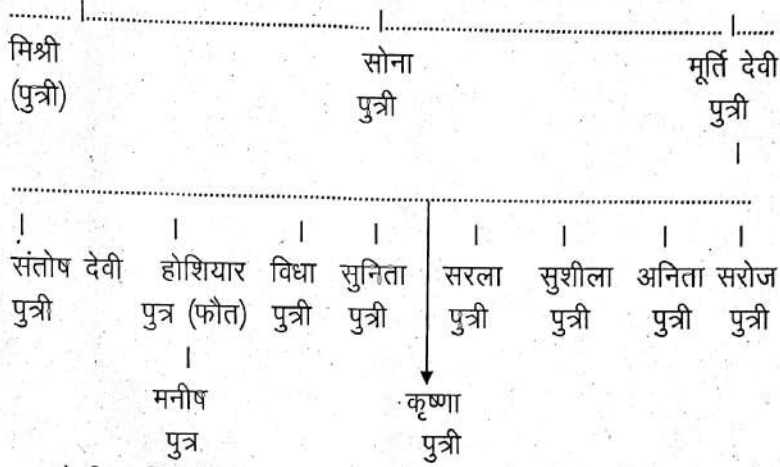 मिश्री सोना मूर्ति देवी
(पुत्री) पुत्री पुत्री
संतोष देवी होशियार विधा सुनिता सरला सुशीला अनिता सरोज
पुत्री पुत्र (फौत) पुत्री पुत्री पुत्री पुत्री पुत्री पुत्री
मनीष कृष्णा
पुत्र पुत्री